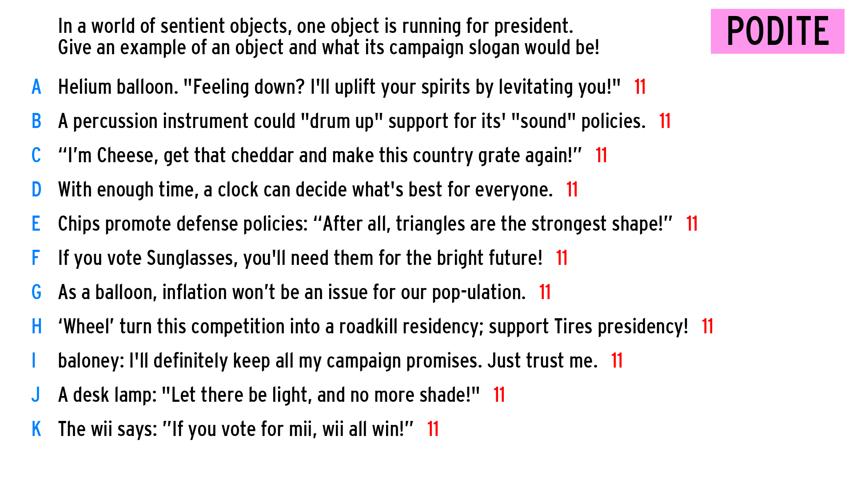 In a world of sentient objects, one object is running for president.
Give an example of an object and what its campaign slogan would be!
PODITE
A Helium balloon. "Feeling down? I'll uplift your spirits by levitating you!" 11
B A percussion instrument could "drum up" support for its' "sound" policies. 11
C “I’m Cheese, get that cheddar and make this country grate again!” 11
D With enough time, a clock can decide what's best for everyone. 11
E Chips promote defense policies: “After all, triangles are the strongest shape!” 11
F If you vote Sunglasses, you'll need them for the bright future! 11
G As a balloon, inflation won’t be an issue for our pop-ulation. 11
H ‘Wheel’ turn this competition into a roadkill residency; support Tires presidency! 11
I baloney: I'll definitely keep all my campaign promises. Just trust me. 11
J A desk lamp: "Let there be light, and no more shade!" 11
K The wii says: ”If you vote for mii, wii all win!” 11